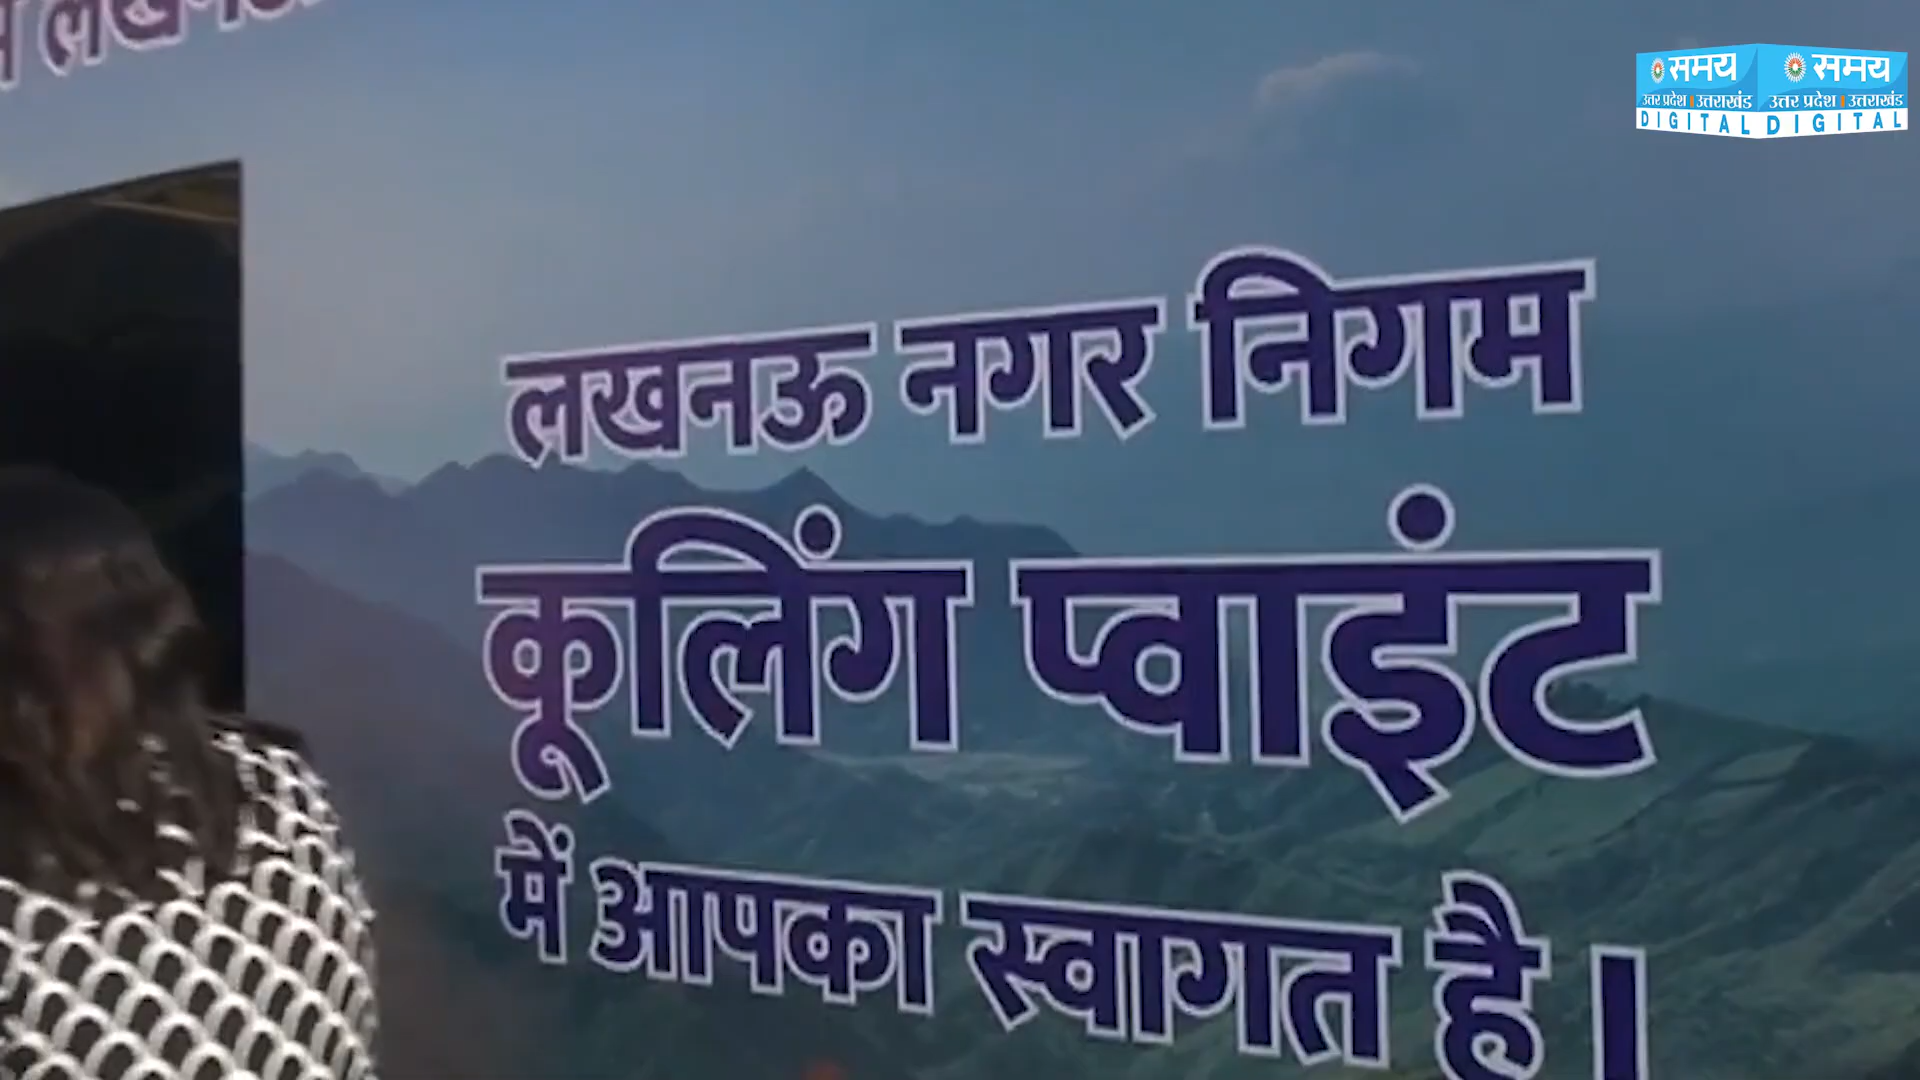 समय समय
उत्तर प्रदेश उत्तराखंड उत्तर प्रदेश उत्तराखंड
DIGITAL DIGITAL
लखनऊ नगर निगम
कूलिंग प्वाइंट
में आपका स्वागत है।